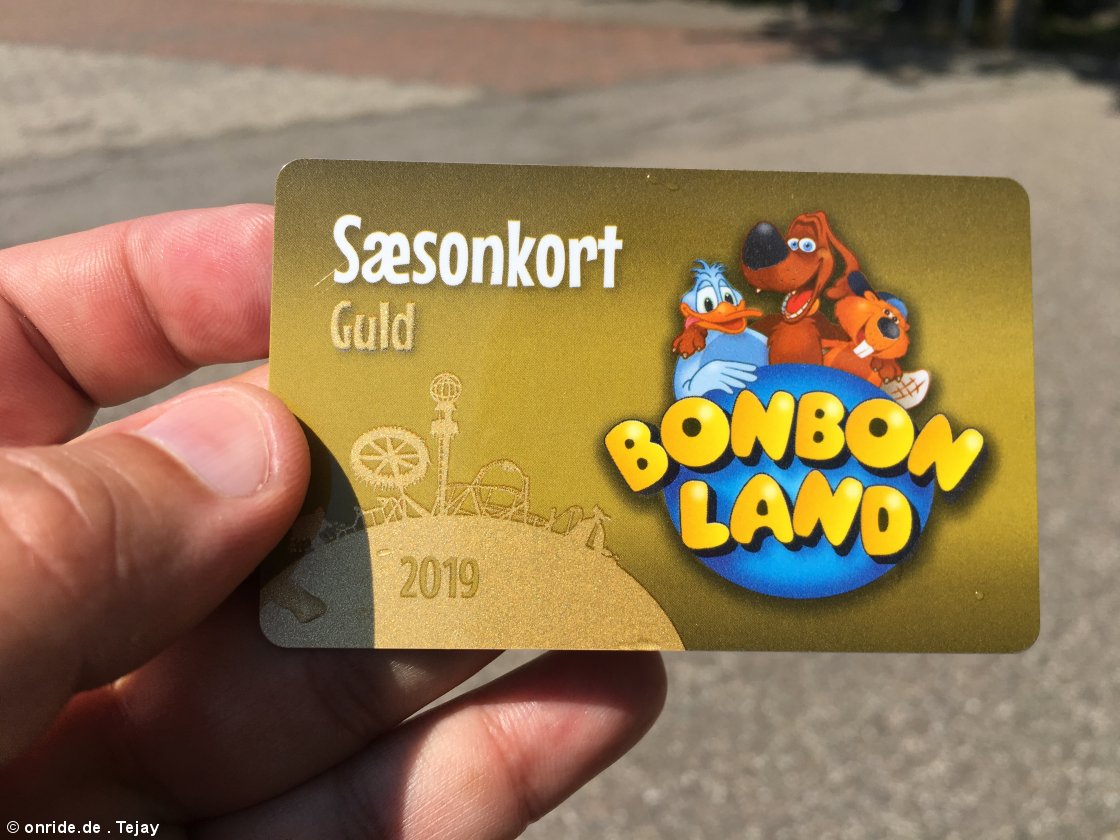 Sæsonkort
Guld
BONBON
LAND
2019
© onride.de . Tejay